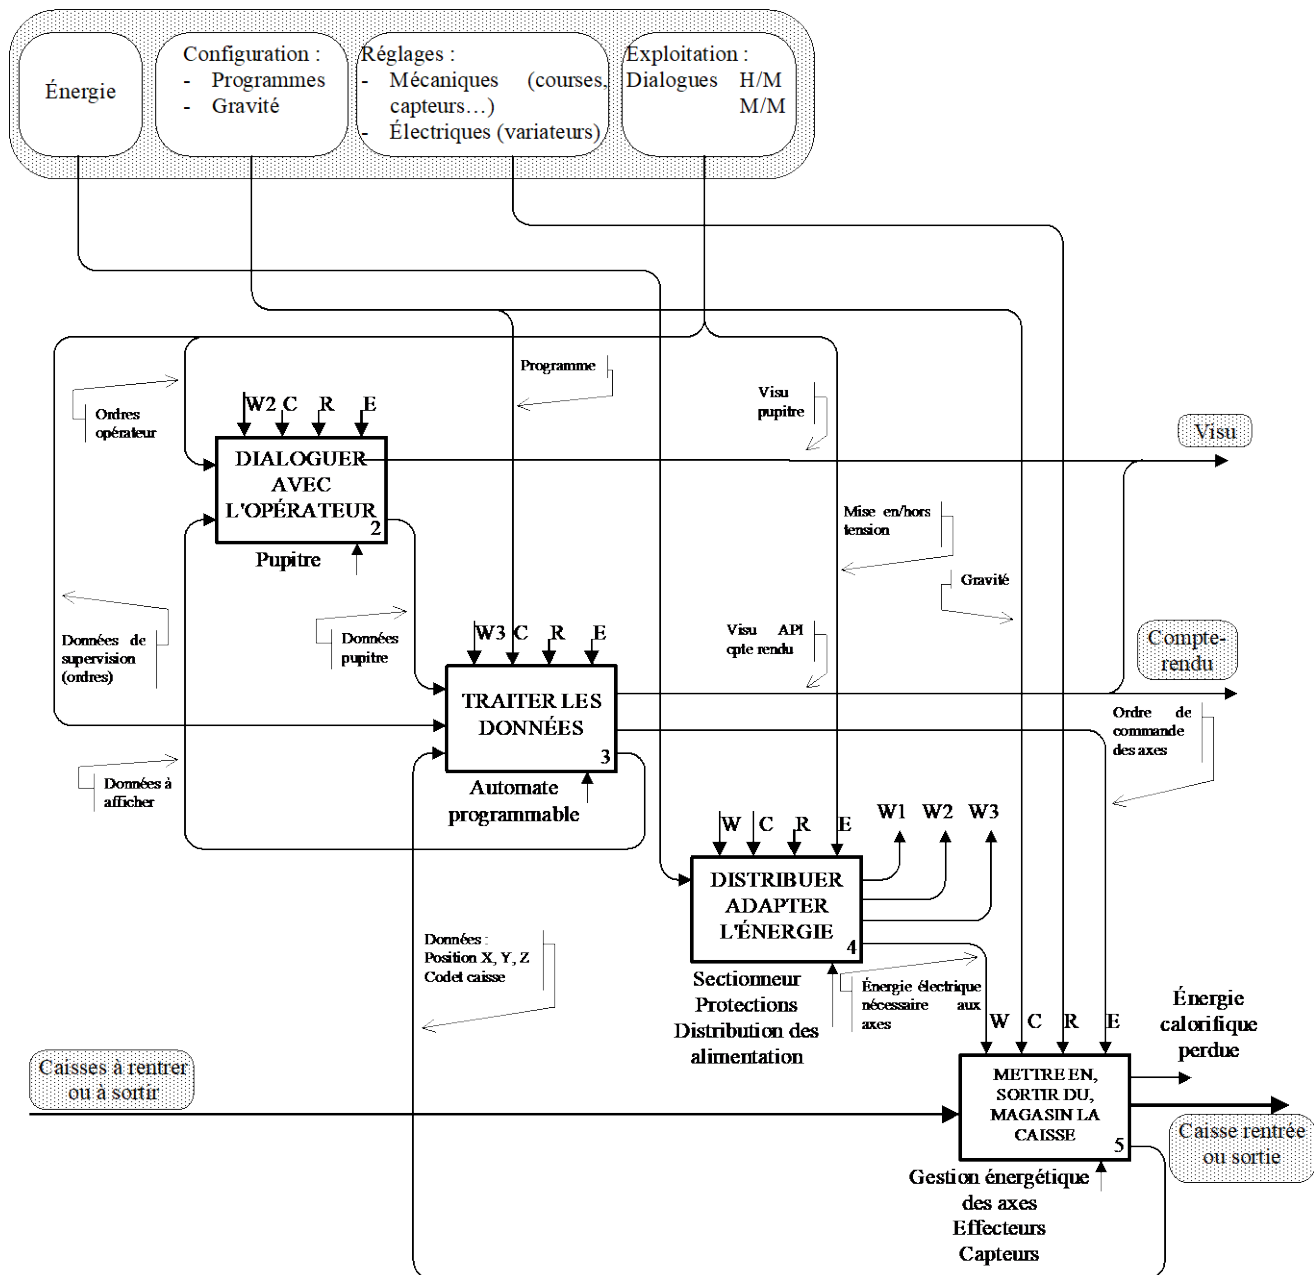 Énergie
Configuration :
- Programmes
- Gravité
Réglages :
- Mécaniques (courses,
capteurs…)
- Électriques (variateurs)
Exploitation :
Dialogues H/M
M/M
Programme
Visu
pupitre
Ordres
opérateur
W2 C R E
Visu
DIALOGUER
AVEC
L'OPÉRATEUR
2
Pupitre
Mise en/hors
tension
Gravité
Données de
supervision
(ordres)
Données
pupitre
W3 C R E
Visu API
cpte rendu
Compte-
rendu
TRAITER LES
DONNÉES
3
Automate
programmable
Ordre de
commande
des axes
Données à
afficher
W C R E
W1 W2 W3
DISTRIBUER
ADAPTER
L'ÉNERGIE
4
Sectionneur
Protections
Distribution des
alimentation
Données :
Position X, Y, Z
Codet caisse
Énergie électrique
nécessaire aux
axes
W C R E
Énergie
calorifique
perdue
Caisses à rentrer
ou à sortir
METTRE EN,
SORTIR DU,
MAGASIN LA
CAISSE
5
Caisse rentrée
ou sortie
Gestion énergétique
des axes
Effecteurs
Capteurs